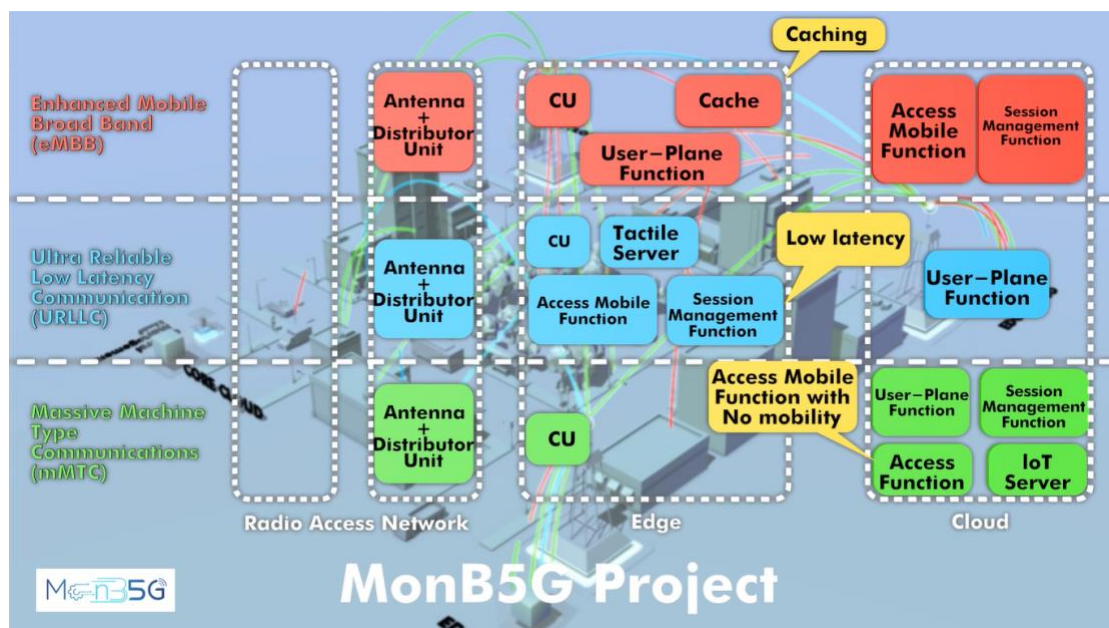 Caching
Enhanced Mobile
Broad Band
(eMBB)
Antenna
+
Distributor
Unit
CU
Cache
User-Plane
Function
Access
Mobile
Function
Session
Management
Function
Ultra Reliable
Low Latency
Communication
(URLLC)
Antenna
+
Distributor
Unit
CU
Tactile
Server
Access Mobile
Function
Session
Management
Function
Low latency
User-Plane
Function
CORE CLOUD
Massive Machine
Type
Communications
(mMTC)
Antenna
+
Distributor
Unit
CU
Access Mobile
Function with
No mobility
User-Plane
Function
Session
Management
Function
Access
Function
IoT
Server
Radio Access Network
Edge
Cloud
MonB5G
MonB5G Project